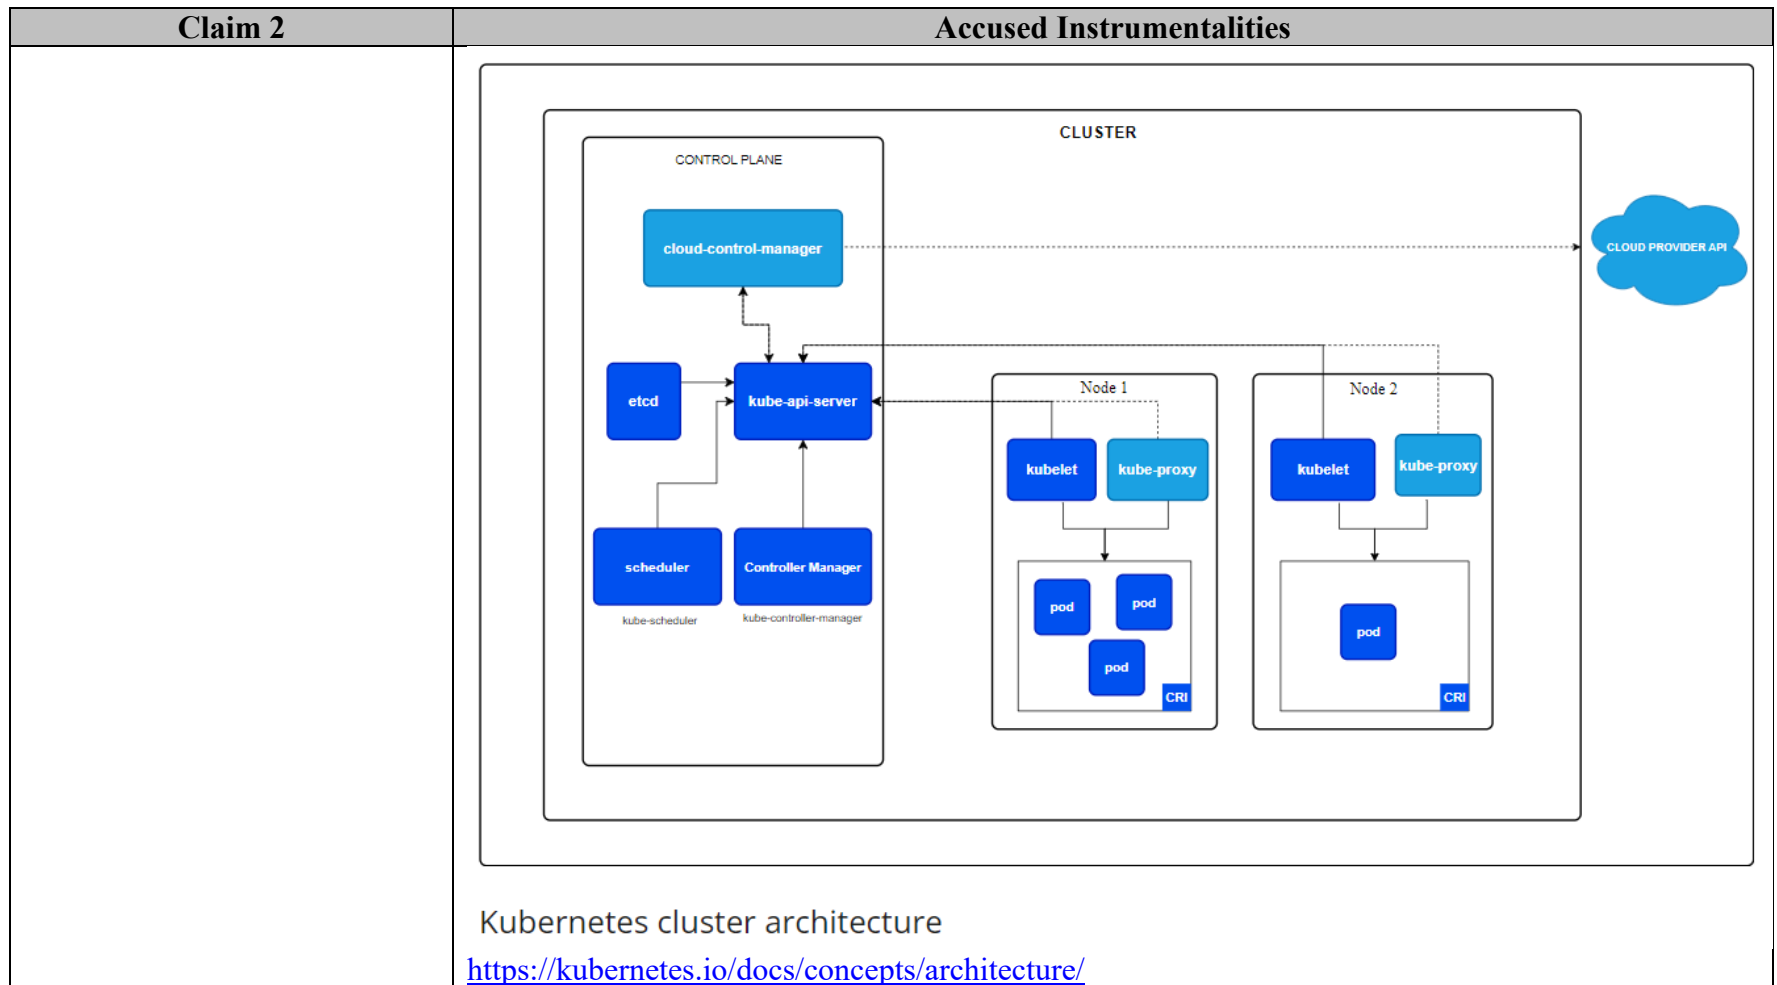 Claim 2
Accused Instrumentalities
CLUSTER
CONTROL PLANE
cloud-control-manager
CLOUD PROVIDER API
etcd
kube-api-server
Node 1
Node 2
kubelet
kube-proxy
kubelet
kube-proxy
scheduler
Controller Manager
kube-scheduler
kube-controller-manager
pod
pod
pod
CRI
pod
CRI
Kubernetes cluster architecture
https://kubernetes.io/docs/concepts/architecture/